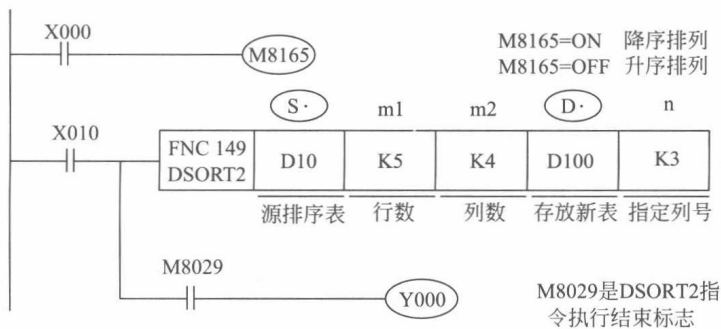 X000
M8165
M8165=ON 降序排列
M8165=OFF 升序排列
S· m1 m2 D· n
X010
FNC 149
DSORT2
D10 K5 K4 D100 K3
源排序表 行数 列数 存放新表 指定列号
M8029
Y000
M8029是DSORT2指
令执行结束标志